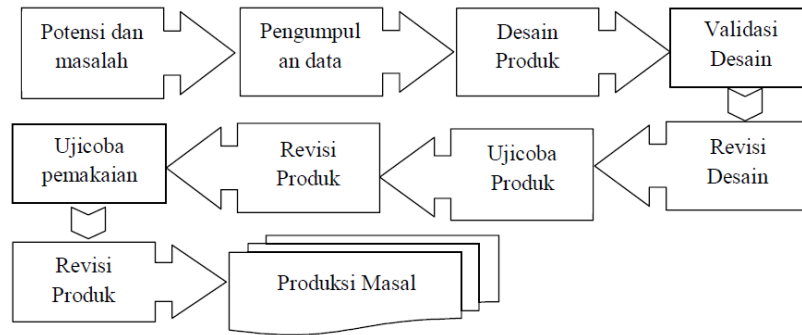 Potensi dan
masalah
Pengumpul
an data
Desain
Produk
Validasi
Desain
Ujicoba
pemakaian
Revisi
Produk
Ujicoba
Produk
Revisi
Desain
Revisi
Produk
Produksi Masal